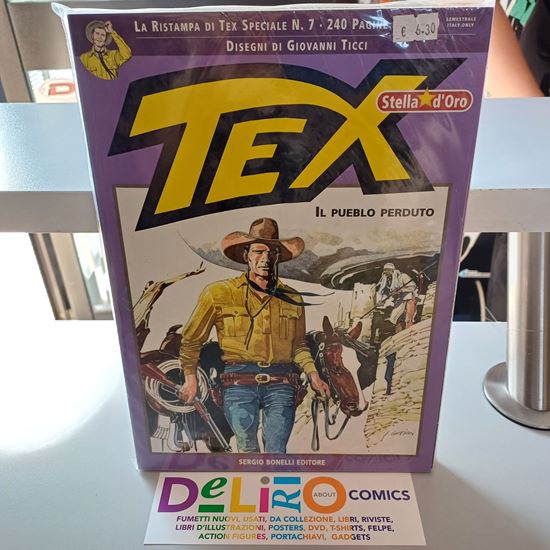 LA RISTAMPA DI TEX SPECIALE N. 7 · 240 PAGINE
DISEGNI DI GIOVANNI TICCI
€ 6.30
SEMESTRALE
ITALY ONLY
TEX
Stella d'Oro
IL PUEBLO PERDUTO
SERGIO BONELLI EDITORE
DeLiRiO ABOUT COMICS
FUMETTI NUOVI, USATI, DA COLLEZIONE, LIBRI, RIVISTE,
LIBRI D'ILLUSTRAZIONI, POSTERS, DVD, T-SHIRTS, FELPE,
ACTION FIGURES, PORTACHIAVI, GADGETS